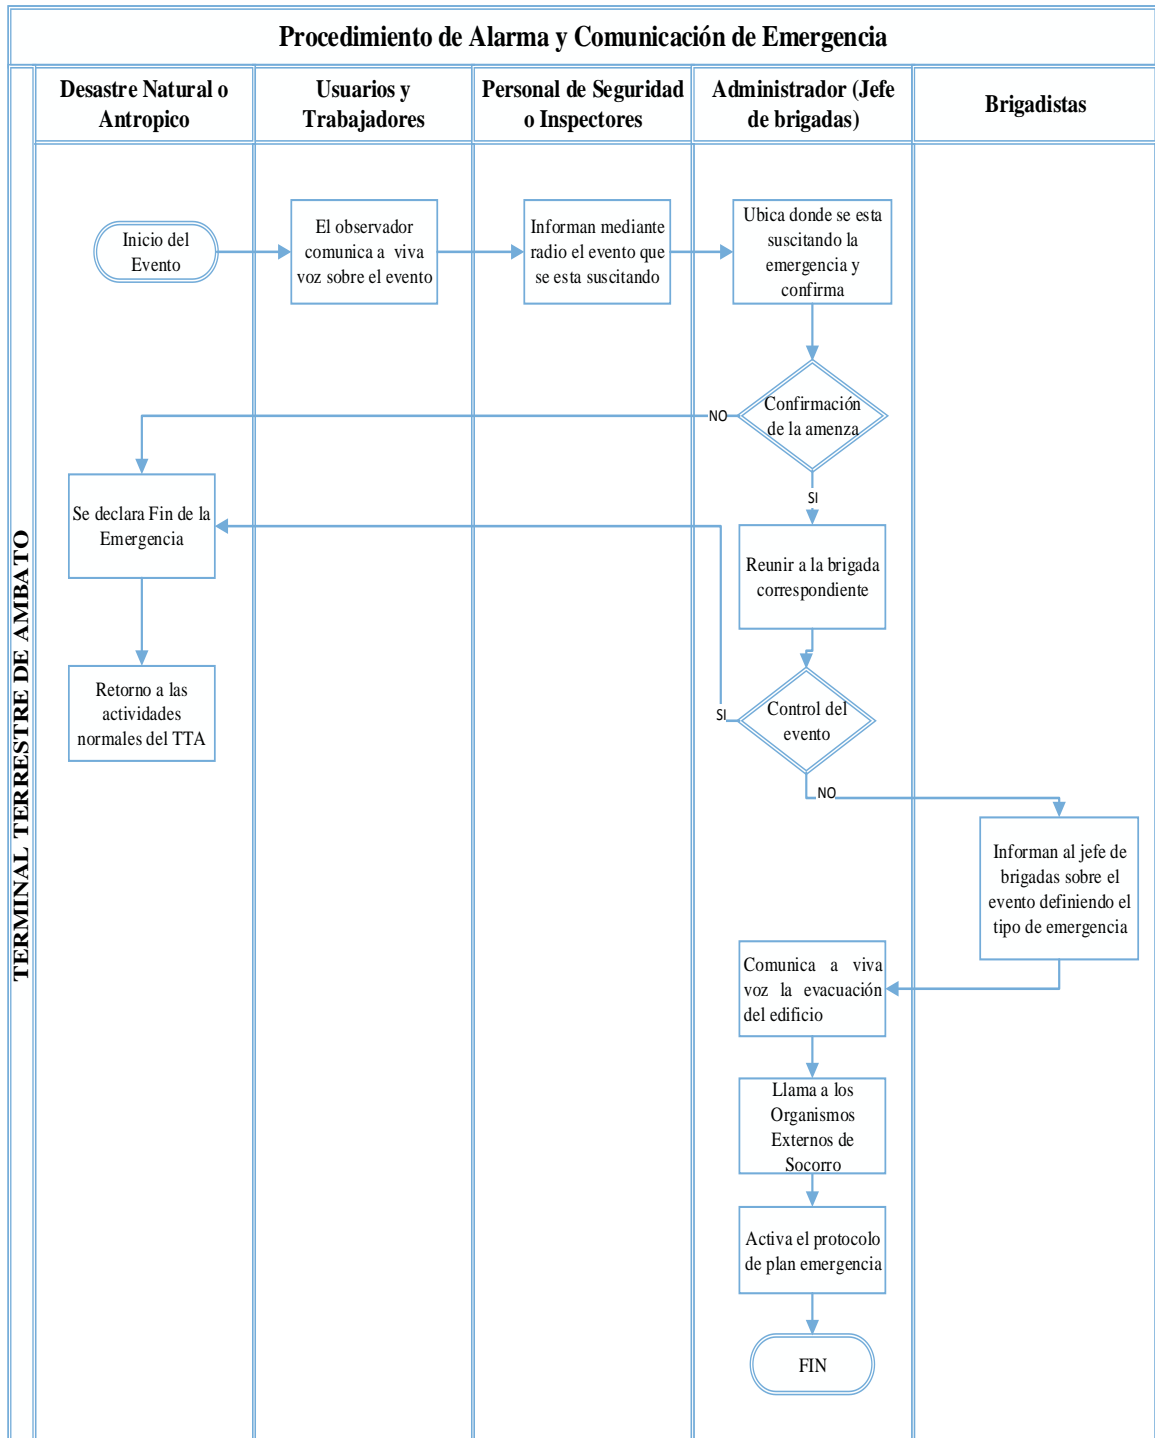 Procedimiento de Alarma y Comunicación de Emergencia
TERMINAL TERRESTRE DE AMBATO
Desastre Natural o
Antropico
Usuarios y
Trabajadores
Personal de Seguridad
o Inspectores
Administrador (Jefe
de brigadas)
Brigadistas
Inicio del
Evento
El observador
comunica a viva
voz sobre el evento
Informan mediante
radio el evento que
se esta suscitando
Ubica donde se esta
suscitando la
emergencia y
confirma
Confirmación
de la amenza
NO
SI
Se declara Fin de la
Emergencia
Reunir a la brigada
correspondiente
Retorno a las
actividades
normales del TTA
Control del
evento
SI
NO
Informan al jefe de
brigadas sobre el
evento definiendo el
tipo de emergencia
Comunica a viva
voz la evacuación
del edificio
Llama a los
Organismos
Externos de
Socorro
Activa el protocolo
de plan emergencia
FIN